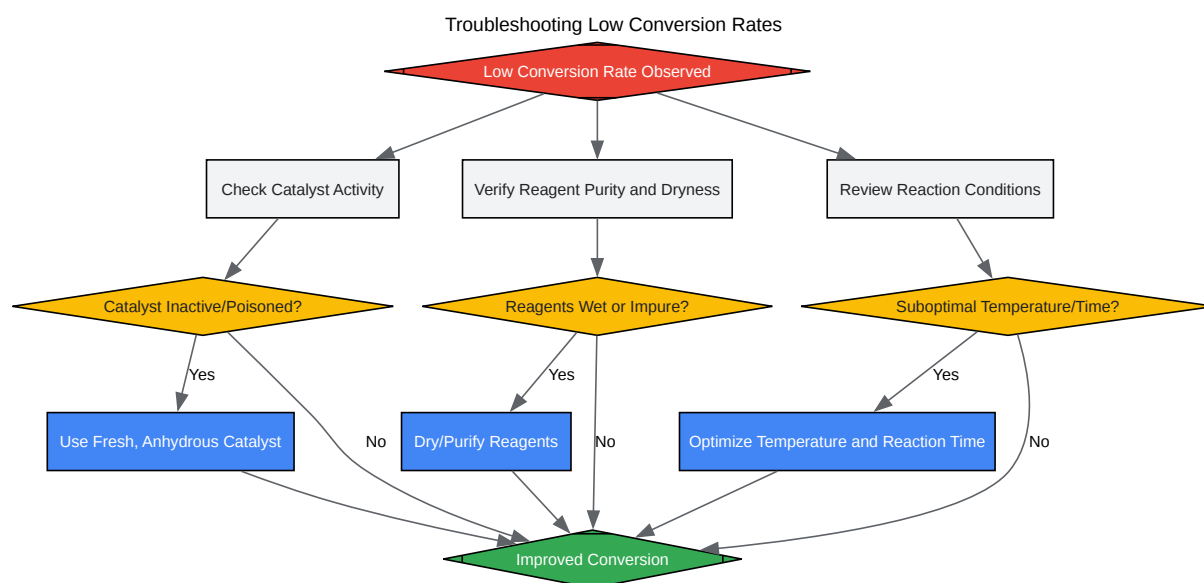 Troubleshooting Low Conversion Rates
Low Conversion Rate Observed
Check Catalyst Activity
Verify Reagent Purity and Dryness
Review Reaction Conditions
Catalyst Inactive/Poisoned?
Reagents Wet or Impure?
Suboptimal Temperature/Time?
Yes
Yes
Yes
Use Fresh, Anhydrous Catalyst
No
Dry/Purify Reagents
No
Optimize Temperature and Reaction Time
No
Improved Conversion